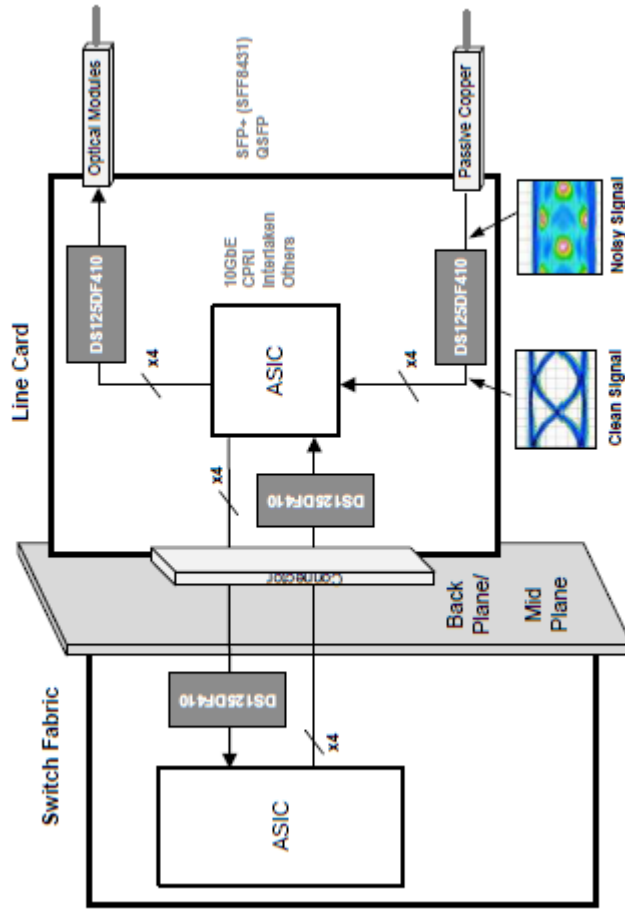 Line Card
Switch Fabric
Optical Modules
SFP+ (SFF8431)
QSFP
Passive Copper
DS125DF410
x4
10GbE
CPRI
Interlaken
Others
ASIC
x4
DS125DF410
Noisy Signal
Clean Signal
x4
DS125DF410
Connector
Back
Plane/
Mid
Plane
DS125DF410
x4
ASIC